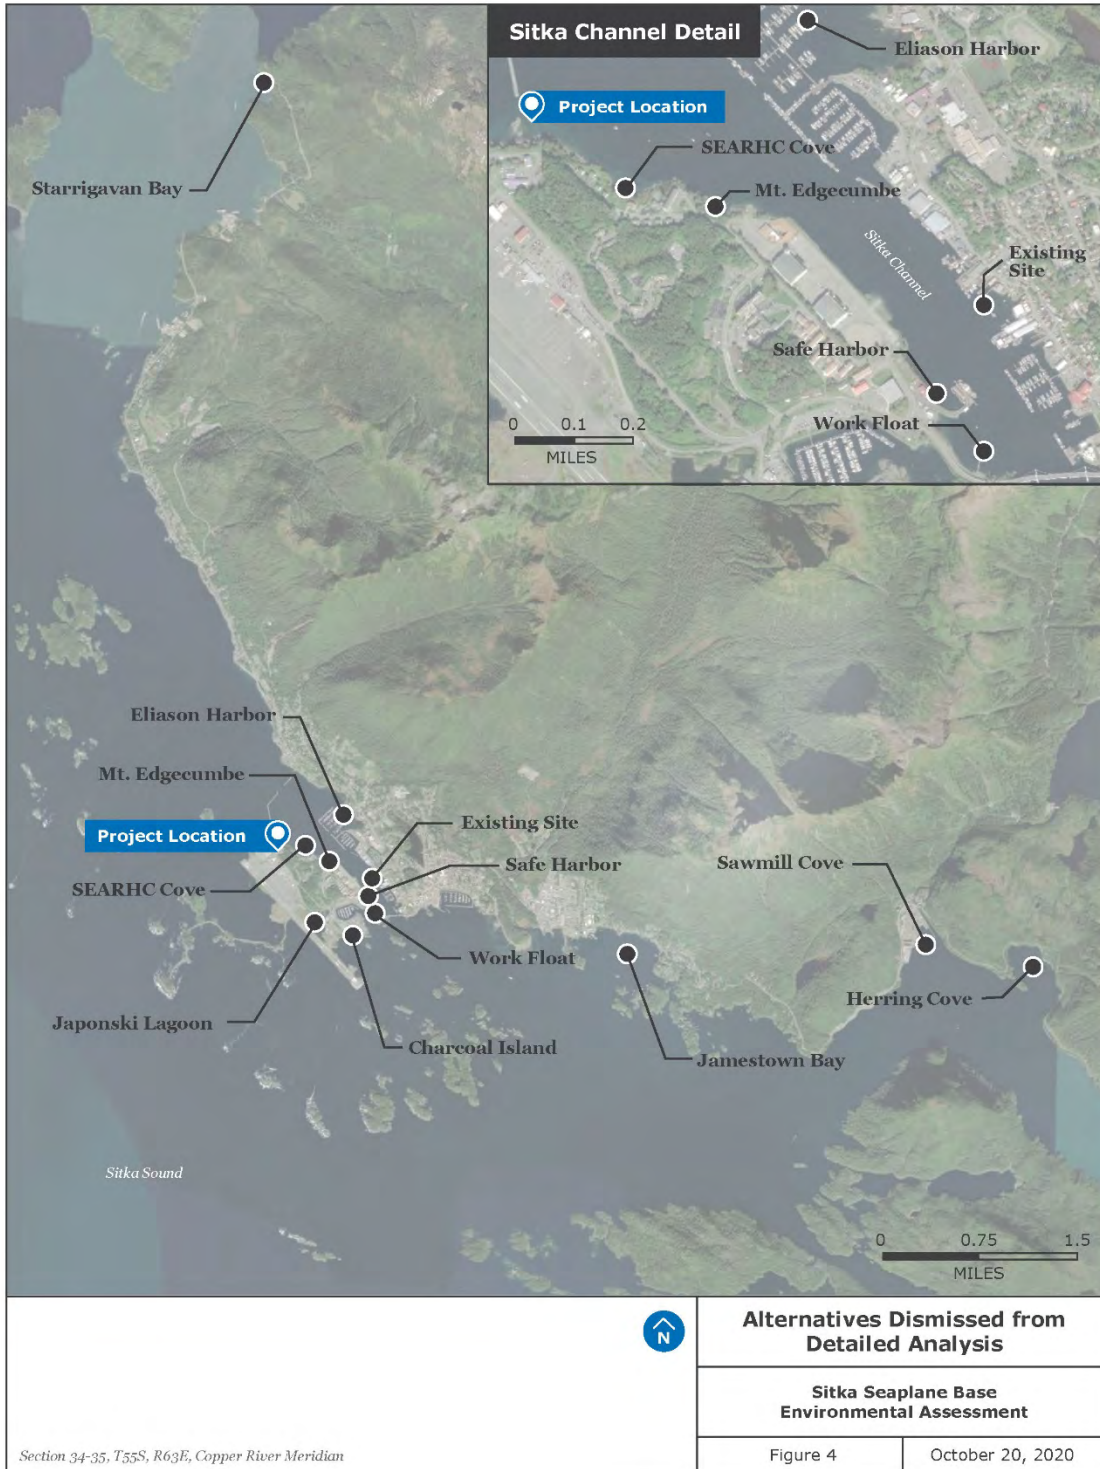 Sitka Channel Detail
Eliason Harbor
Project Location
SEARHC Cove
Mt. Edgecumbe
Sitka Channel
Existing
Site
Safe Harbor
Work Float
0 0.1 0.2
MILES
Starrigavan Bay
Eliason Harbor
Mt. Edgecumbe
Project Location
Existing Site
SEARHC Cove
Safe Harbor
Sawmill Cove
Work Float
Herring Cove
Japonski Lagoon
Charcoal Island
Jamestown Bay
Sitka Sound
0 0.75 1.5
MILES
N
Alternatives Dismissed from
Detailed Analysis
Sitka Seaplane Base
Environmental Assessment
Section 34-35, T55S, R63E, Copper River Meridian
Figure 4
October 20, 2020